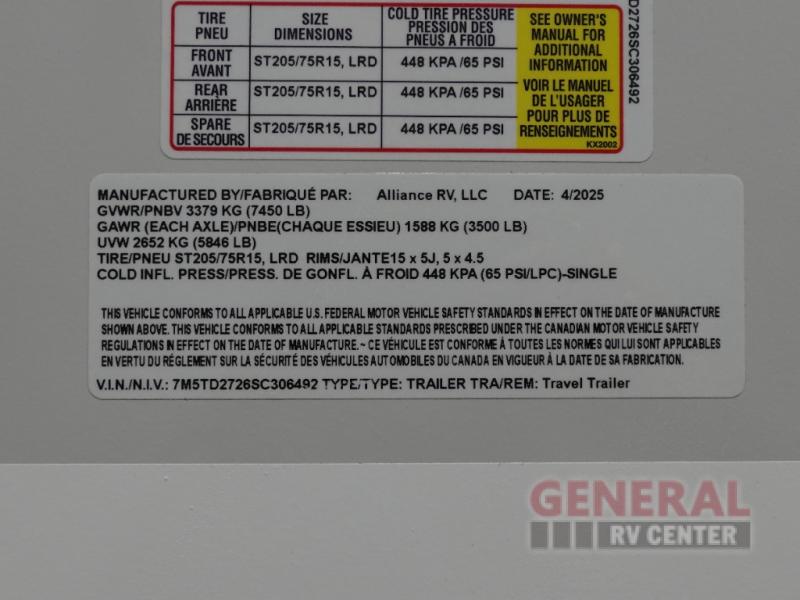 TIRE PNEU SIZE DIMENSIONS COLD TIRE PRESSURE PRESSION DES PNEUS A FROID
FRONT AVANT ST205/75R15, LRD 448 KPA /65 PSI
REAR ARRIÈRE ST205/75R15, LRD 448 KPA /65 PSI
SPARE DE SECOURS ST205/75R15, LRD 448 KPA /65 PSI
SEE OWNER'S
MANUAL FOR
ADDITIONAL
INFORMATION
VOIR LE MANUEL
DE L'USAGER
POUR PLUS DE
RENSEIGNEMENTS
KX2002
D2726SC306492
MANUFACTURED BY/FABRIQUÉ PAR: Alliance RV, LLC DATE: 4/2025
GVWR/PNBV 3379 KG (7450 LB)
GAWR (EACH AXLE)/PNBE(CHAQUE ESSIEU) 1588 KG (3500 LB)
UVW 2652 KG (5846 LB)
TIRE/PNEU ST205/75R15, LRD RIMS/JANTE15 x 5J, 5 x 4.5
COLD INFL. PRESS/PRESS. DE GONFL. À FROID 448 KPA (65 PSI/LPC)-SINGLE
THIS VEHICLE CONFORMS TO ALL APPLICABLE U.S. FEDERAL MOTOR VEHICLE SAFETY STANDARDS IN EFFECT ON THE DATE OF MANUFACTURE
SHOWN ABOVE. THIS VEHICLE CONFORMS TO ALL APPLICABLE STANDARDS PRESCRIBED UNDER THE CANADIAN MOTOR VEHICLE SAFETY
REGULATIONS IN EFFECT ON THE DATE OF MANUFACTURE.~ CE VÉHICULE EST CONFORME À TOUTES LES NORMES QUI LUI SONT APPLICABLES
EN VERTU DU RÉGLEMENT SUR LA SÉCURITÉ DES VÉHICULES AUTOMOBILES DU CANADA EN VIGUEUR À LA DATE DE SA FABRICATION.
V.I.N./N.I.V.: 7M5TD2726SC306492 TYPE/TYPE: TRAILER TRA/REM: Travel Trailer
GENERAL
RV CENTER